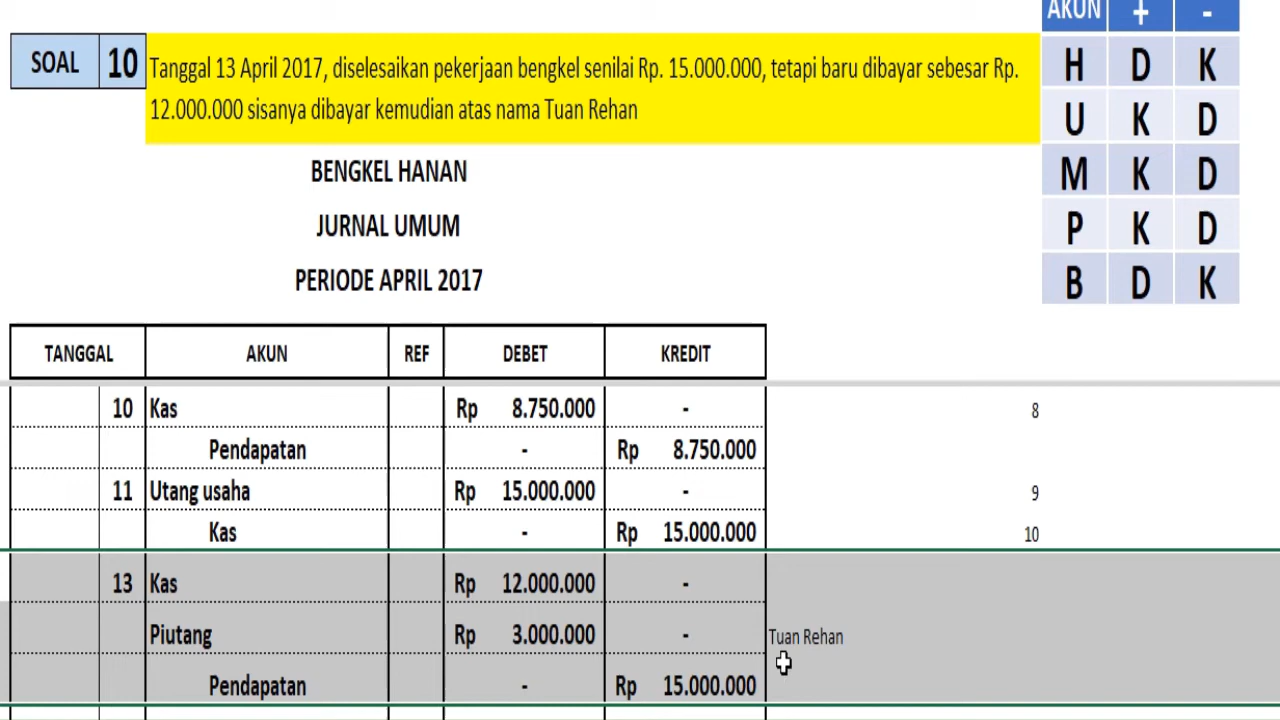 AKUN + -
SOAL 10
Tanggal 13 April 2017, diselesaikan pekerjaan bengkel senilai Rp. 15.000.000, tetapi baru dibayar sebesar Rp.
12.000.000 sisanya dibayar kemudian atas nama Tuan Rehan
H D K
U K D
M K D
P K D
B D K
BENGKEL HANAN
JURNAL UMUM
PERIODE APRIL 2017
TANGGAL AKUN REF DEBET KREDIT
10 Kas Rp 8.750.000 - 8
Pendapatan - Rp 8.750.000
11 Utang usaha Rp 15.000.000 - 9
Kas - Rp 15.000.000 10
13 Kas Rp 12.000.000 -
Piutang Rp 3.000.000 - Tuan Rehan
Pendapatan - Rp 15.000.000